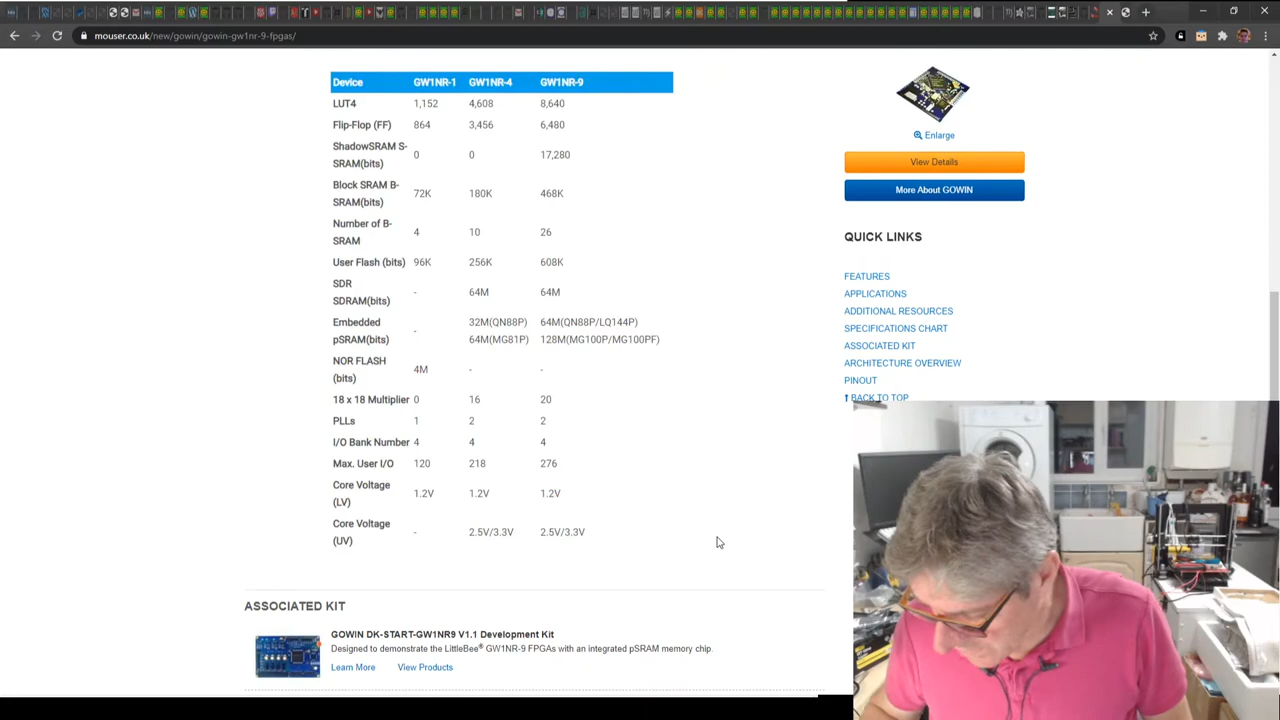 mouser.co.uk/new/gowin/gowin-gw1nr-9-fpgas/
Device GW1NR-1 GW1NR-4 GW1NR-9
LUT4 1,152 4,608 8,640
Flip-Flop (FF) 864 3,456 6,480
ShadowSRAM S-
SRAM(bits) 0 0 17,280
Block SRAM B-
SRAM(bits) 72K 180K 468K
Number of B-
SRAM 4 10 26
User Flash (bits) 96K 256K 608K
SDR
SDRAM(bits) - 64M 64M
Embedded 32M(QN88P) 64M(QN88P/LQ144P)
pSRAM(bits) - 64M(MG81P) 128M(MG100P/MG100PF)
NOR FLASH
(bits) 4M - -
18 x 18 Multiplier 0 16 20
PLLs 1 2 2
I/O Bank Number 4 4 4
Max. User I/O 120 218 276
Core Voltage
(LV) 1.2V 1.2V 1.2V
Core Voltage
(UV) - 2.5V/3.3V 2.5V/3.3V
ASSOCIATED KIT
GOWIN DK-START-GW1NR9 V1.1 Development Kit
Designed to demonstrate the LittleBee® GW1NR-9 FPGAs with an integrated pSRAM memory chip.
Learn More View Products
Enlarge
View Details
More About GOWIN
QUICK LINKS
FEATURES
APPLICATIONS
ADDITIONAL RESOURCES
SPECIFICATIONS CHART
ASSOCIATED KIT
ARCHITECTURE OVERVIEW
PINOUT
BACK TO TOP